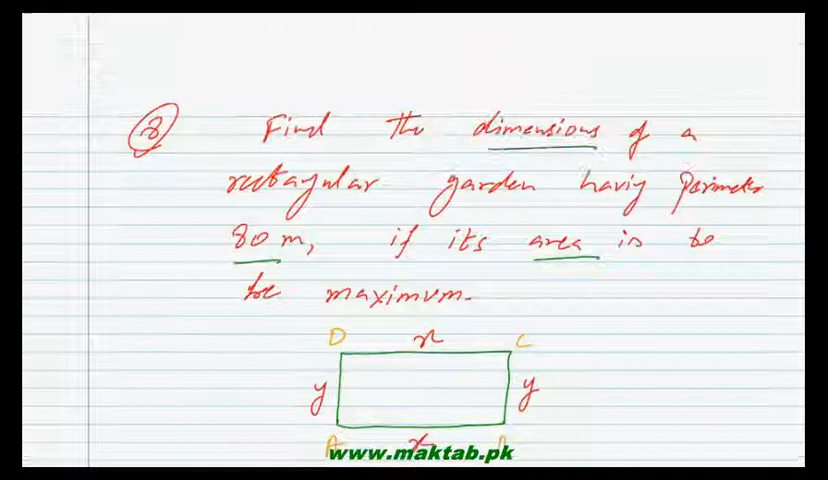 8 Find the dimensions of a
rectangular garden having perimeter
80 m, if its area is to
be maximum.
D x C
y y
A x B
www.maktab.pk